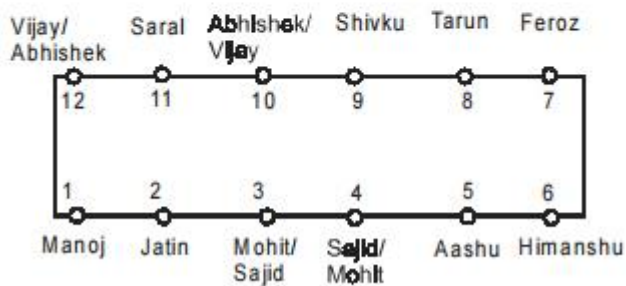 Vijay/ Saral Abhishek/ Shivku Tarun Feroz
Abhishek Vijay
12 11 10 9 8 7
1 2 3 4 5 6
Manoj Jatin Mohit/ Sajid/ Aashu Himanshu
Sajid Mohit